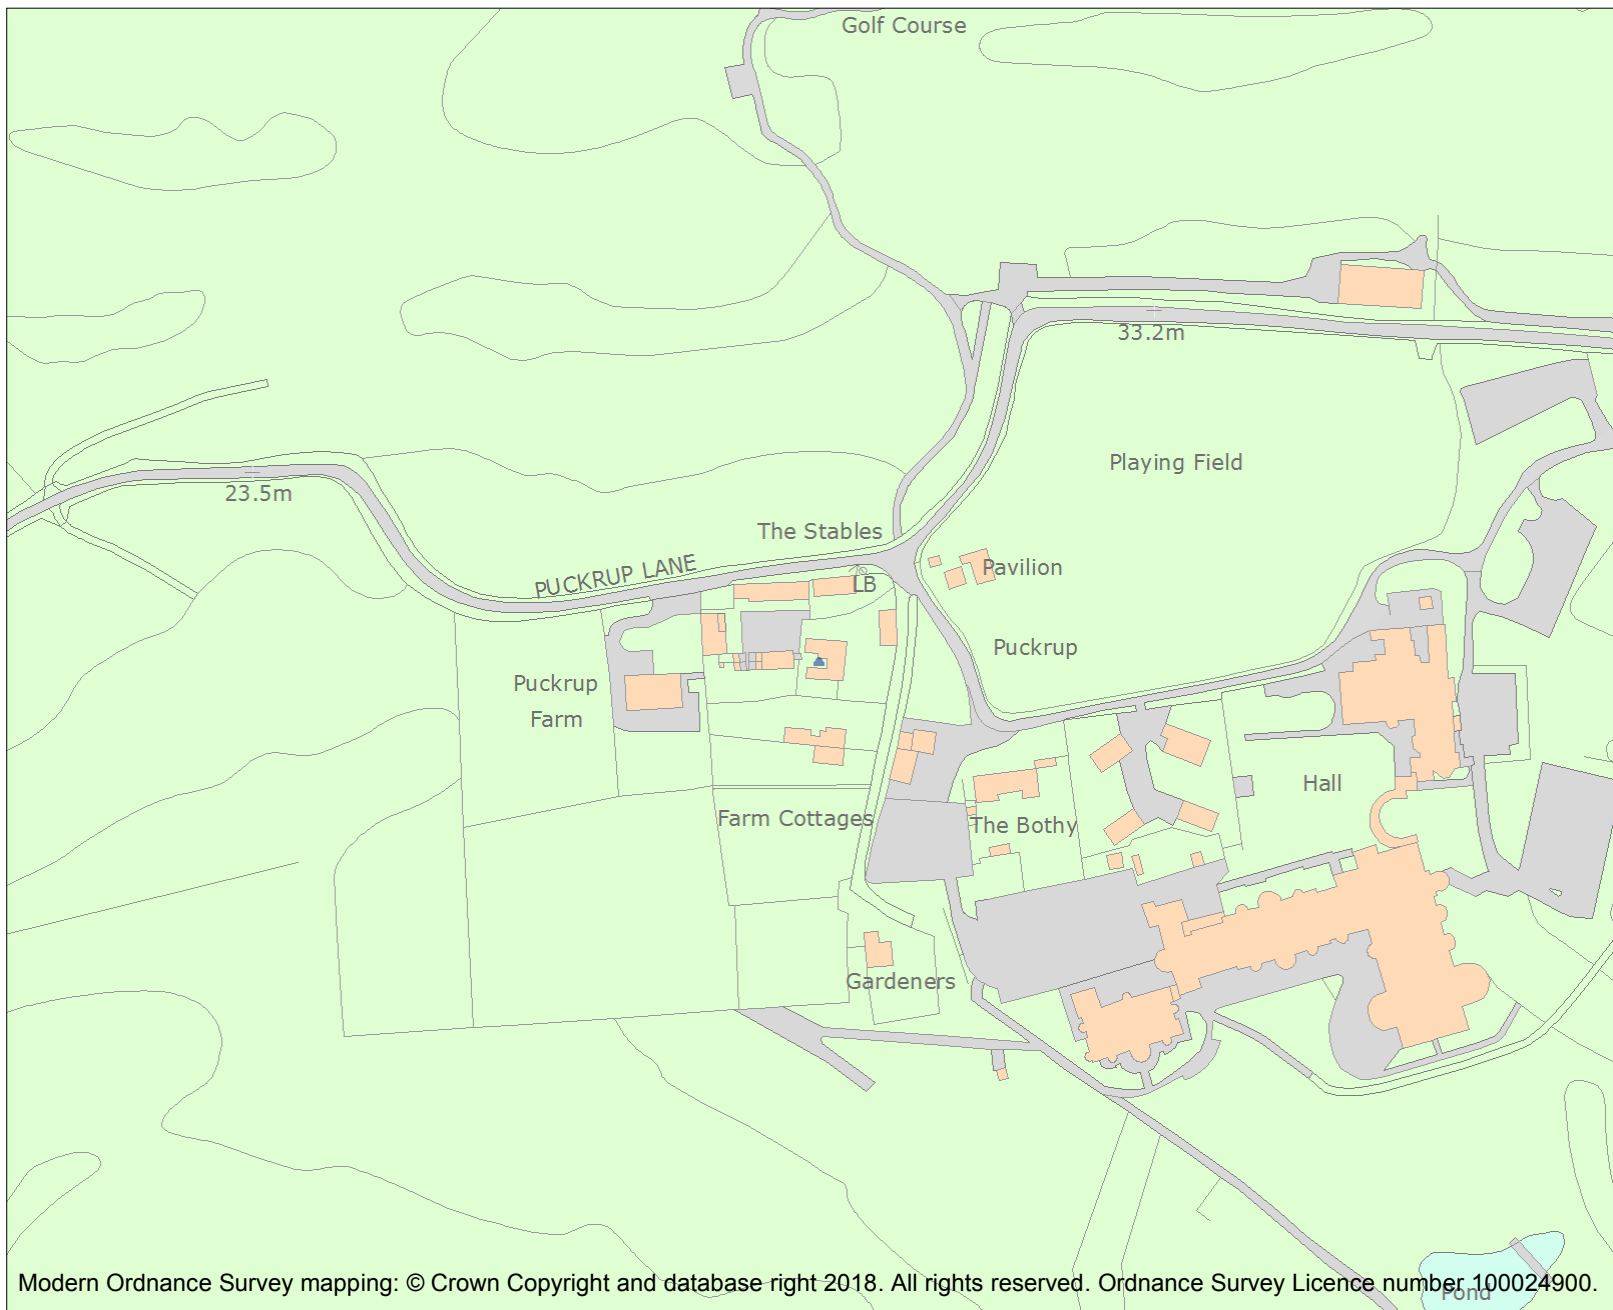 Golf Course
33.2m
Playing Field
23.5m
The Stables
PUCKRUP LANE
Pavilion
LB
Puckrup
Puckrup
Farm
Hall
Farm Cottages
The Bothy
Gardeners
Modern Ordnance Survey mapping: © Crown Copyright and database right 2018. All rights reserved. Ordnance Survey Licence number 100024900.
Pond